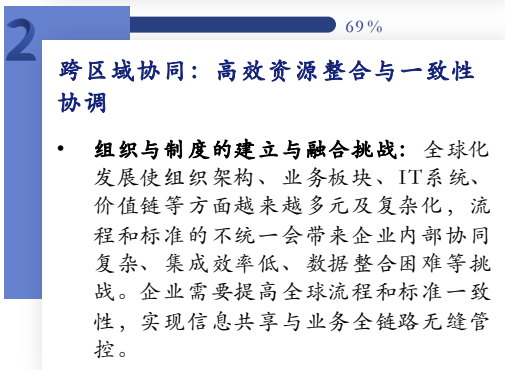 2
69%
跨区域协同：高效资源整合与一致性
协调
• 组织与制度的建立与融合挑战：全球化
发展使组织架构、业务板块、IT系统、
价值链等方面越来越多元及复杂化，流
程和标准的不统一会带来企业内部协同
复杂、集成效率低、数据整合困难等挑
战。企业需要提高全球流程和标准一致
性，实现信息共享与业务全链路无缝管
控。